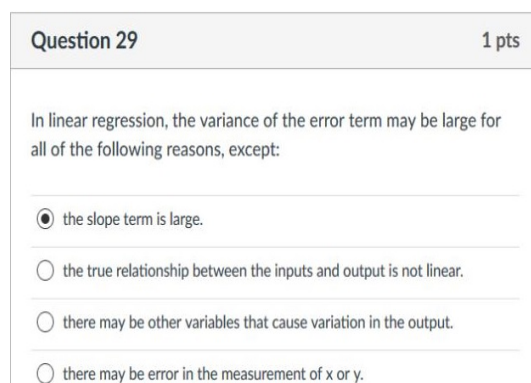 Question 29 1 pts
In linear regression, the variance of the error term may be large for
all of the following reasons, except:
the slope term is large.
the true relationship between the inputs and output is not linear.
there may be other variables that cause variation in the output.
there may be error in the measurement of x or y.